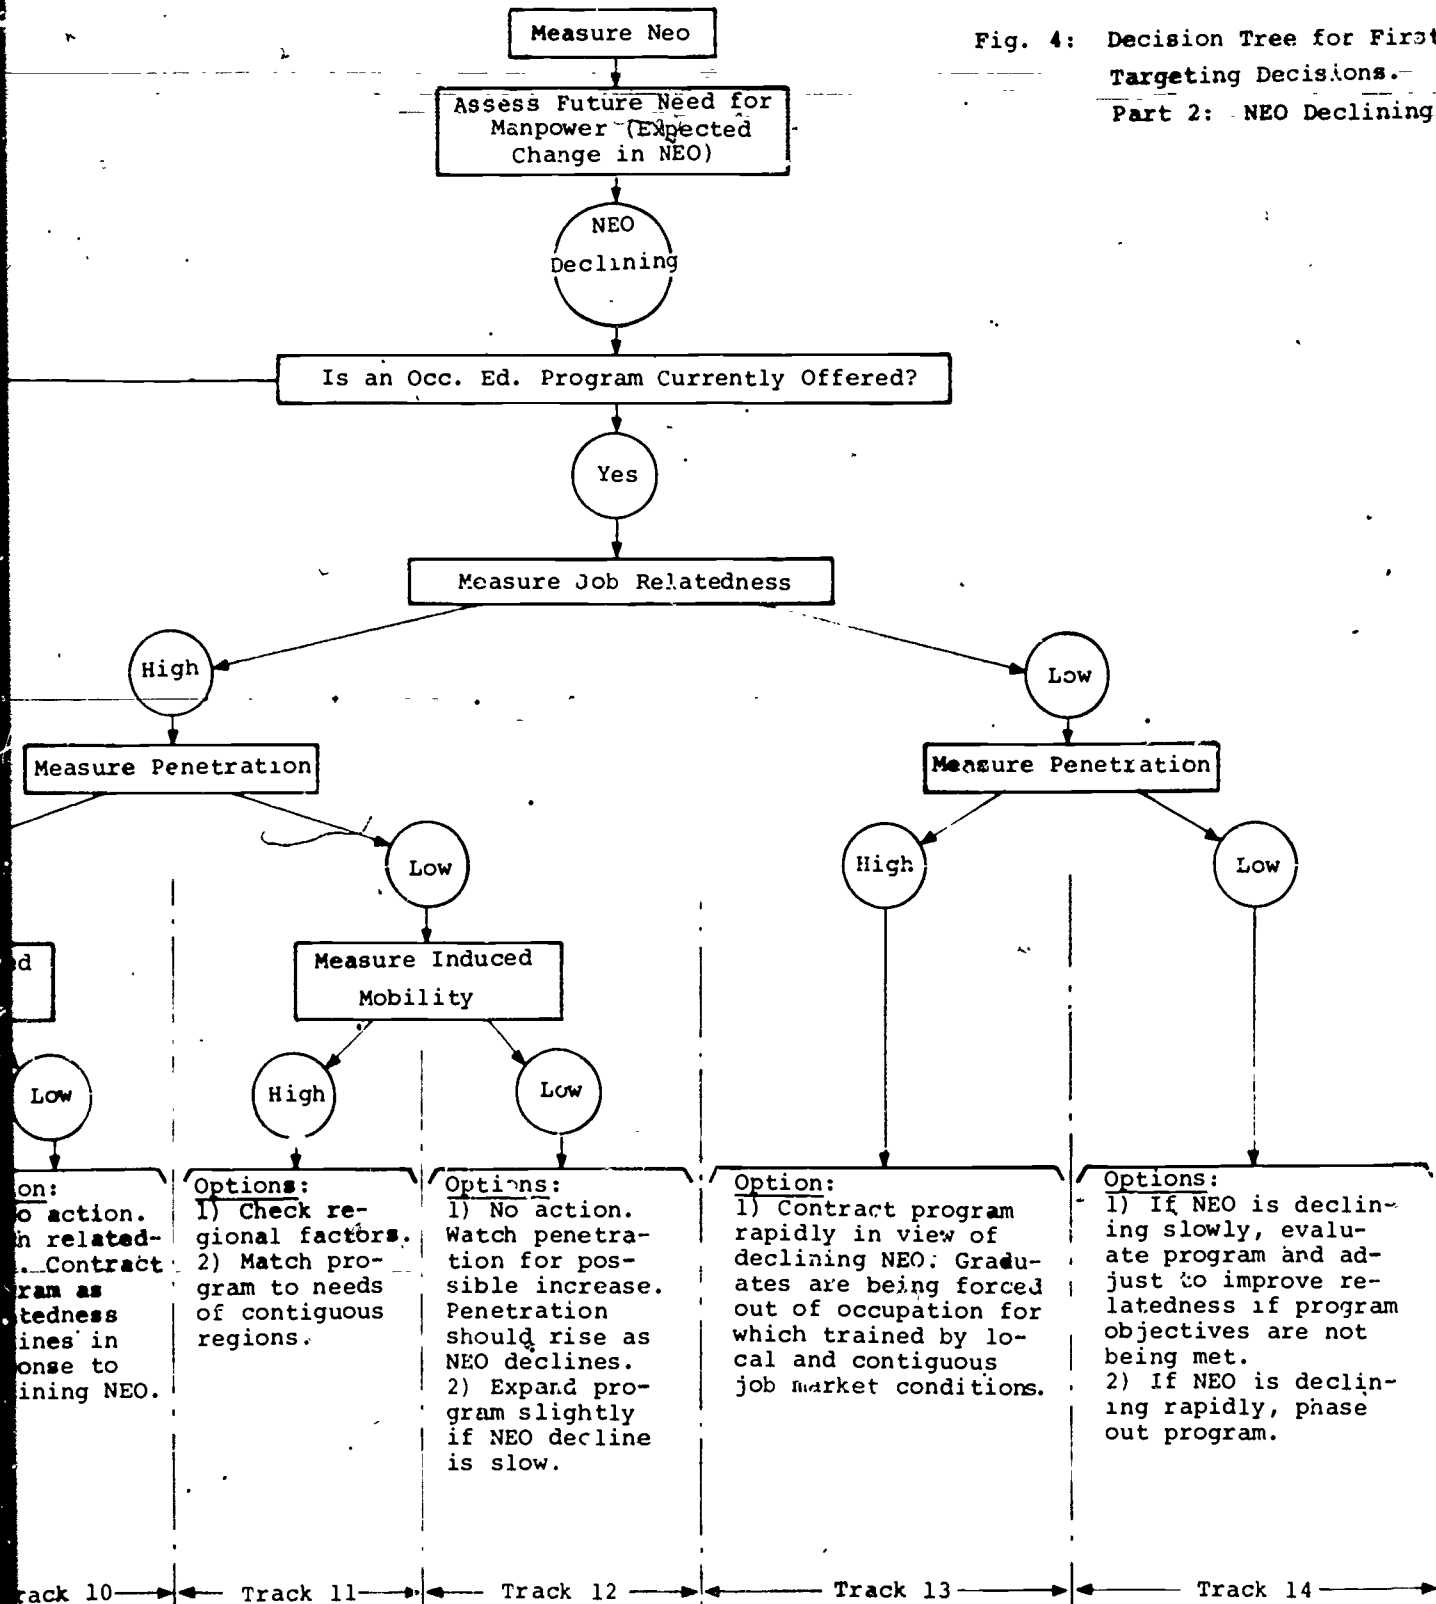 Measure Neo
Fig. 4: Decision Tree for First
Targeting Decisions.
Part 2: NEO Declining
Assess Future Need for
Manpower (Expected
Change in NEO)
NEO
Declining
Is an Occ. Ed. Program Currently Offered?
Yes
Measure Job Relatedness
High
Low
Measure Penetration
Measure Penetration
Low
High
Low
ed
Measure Induced
Mobility
Low
High
Low
on:
o action.
h related-
. Contract
ram as
tedness
ines in
onse to
ining NEO.
Options:
1) Check re-
gional factors.
2) Match pro-
gram to needs
of contiguous
regions.
Options:
1) No action.
Watch penetra-
tion for pos-
sible increase.
Penetration
should rise as
NEO declines.
2) Expand pro-
gram slightly
if NEO decline
is slow.
Option:
1) Contract program
rapidly in view of
declining NEO. Gradu-
ates are being forced
out of occupation for
which trained by lo-
cal and contiguous
job market conditions.
Options:
1) If NEO is declin-
ing slowly, evalu-
ate program and ad-
just to improve re-
latedness if program
objectives are not
being met.
2) If NEO is declin-
ing rapidly, phase
out program.
rack 10
Track 11
Track 12
Track 13
Track 14